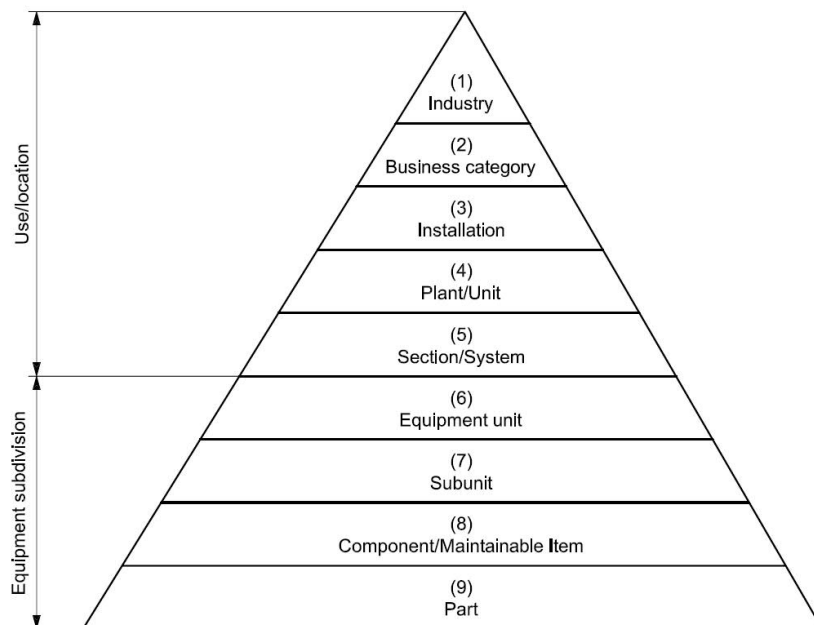 (1)
Industry
(2)
Business category
(3)
Installation
(4)
Plant/Unit
(5)
Section/System
(6)
Equipment unit
(7)
Subunit
(8)
Component/Maintainable Item
(9)
Part
Use/location
Equipment subdivision